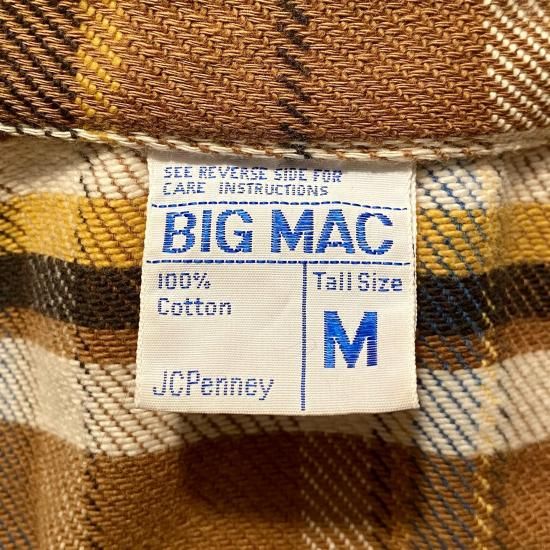 SEE REVERSE SIDE FOR
CARE INSTRUCTIONS
BIG MAC
100%
Cotton
JCPenney
Tall Size
M